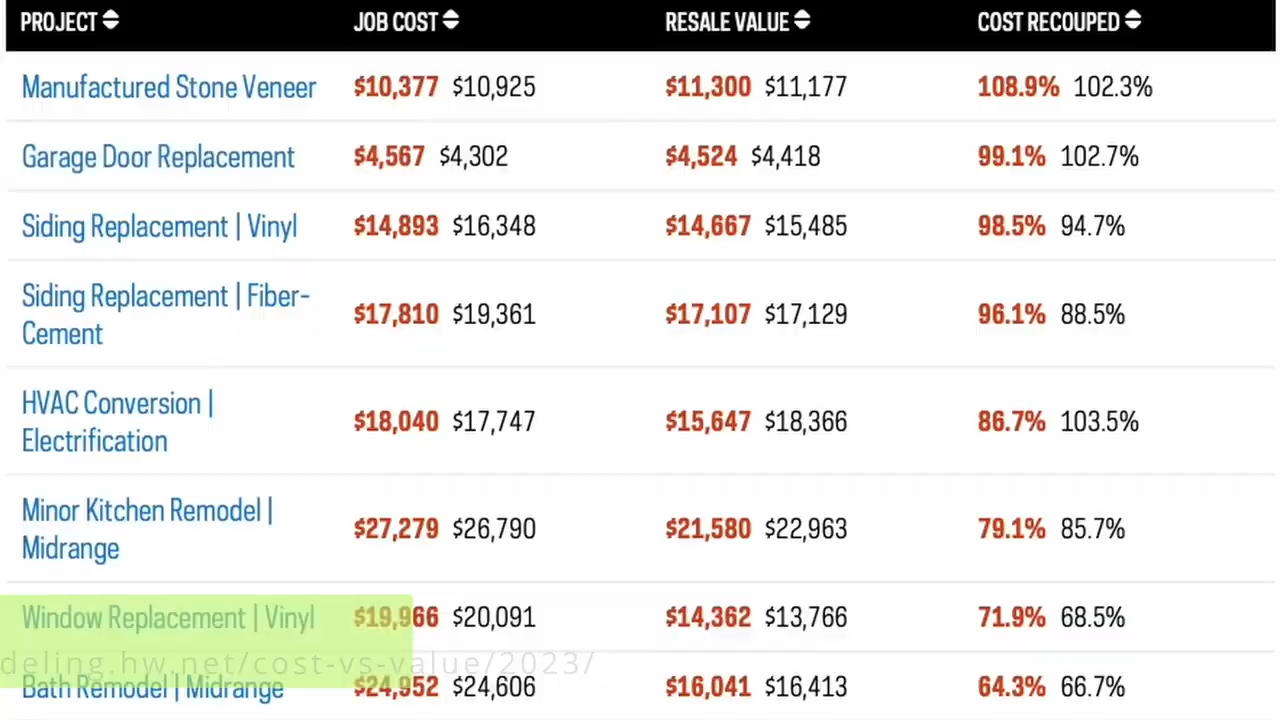 PROJECT JOB COST RESALE VALUE COST RECOUPED
Manufactured Stone Veneer $10,377 $10,925 $11,300 $11,177 108.9% 102.3%
Garage Door Replacement $4,567 $4,302 $4,524 $4,418 99.1% 102.7%
Siding Replacement | Vinyl $14,893 $16,348 $14,667 $15,485 98.5% 94.7%
Siding Replacement | Fiber-
Cement $17,810 $19,361 $17,107 $17,129 96.1% 88.5%
HVAC Conversion |
Electrification $18,040 $17,747 $15,647 $18,366 86.7% 103.5%
Minor Kitchen Remodel |
Midrange $27,279 $26,790 $21,580 $22,963 79.1% 85.7%
Window Replacement | Vinyl $19,966 $20,091 $14,362 $13,766 71.9% 68.5%
deling.hw.net/cost-vs-value/2023/
Bath Remodel | Midrange $24,952 $24,606 $16,041 $16,413 64.3% 66.7%